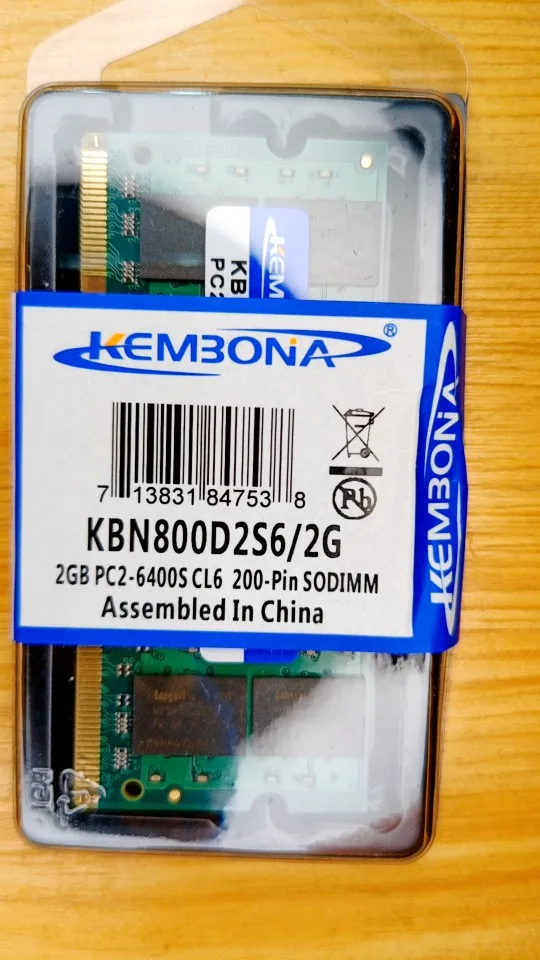 KEMBONA
KB
PC2
KEMBONA®
7 13831 84753 8
Pb
KBN800D2S6/2G
2GB PC2-6400S CL6 200-Pin SODIMM
Assembled In China
KEMBONA